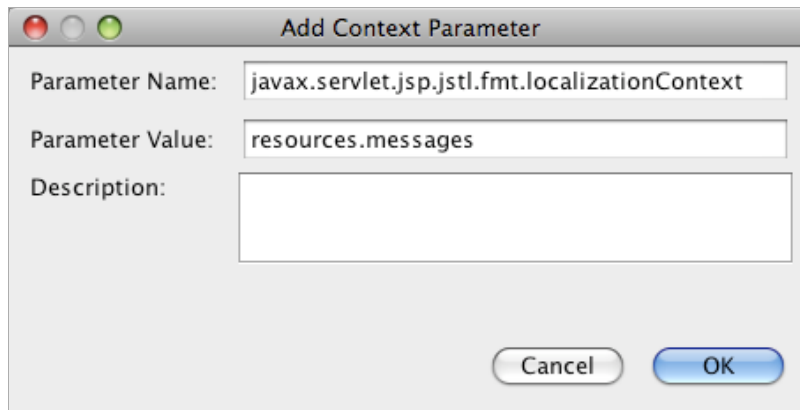 Add Context Parameter
Parameter Name: javax.servlet.jsp.jstl.fmt.localizationContext
Parameter Value: resources.messages
Description:
Cancel OK